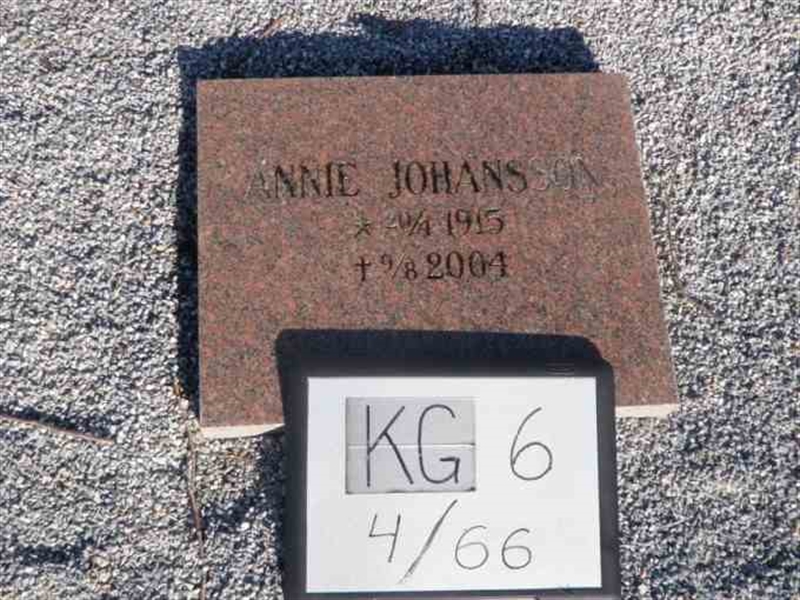 ANNIE JOHANSSON
* 20/4 1915
† 9/8 2004
KG 6
4/66